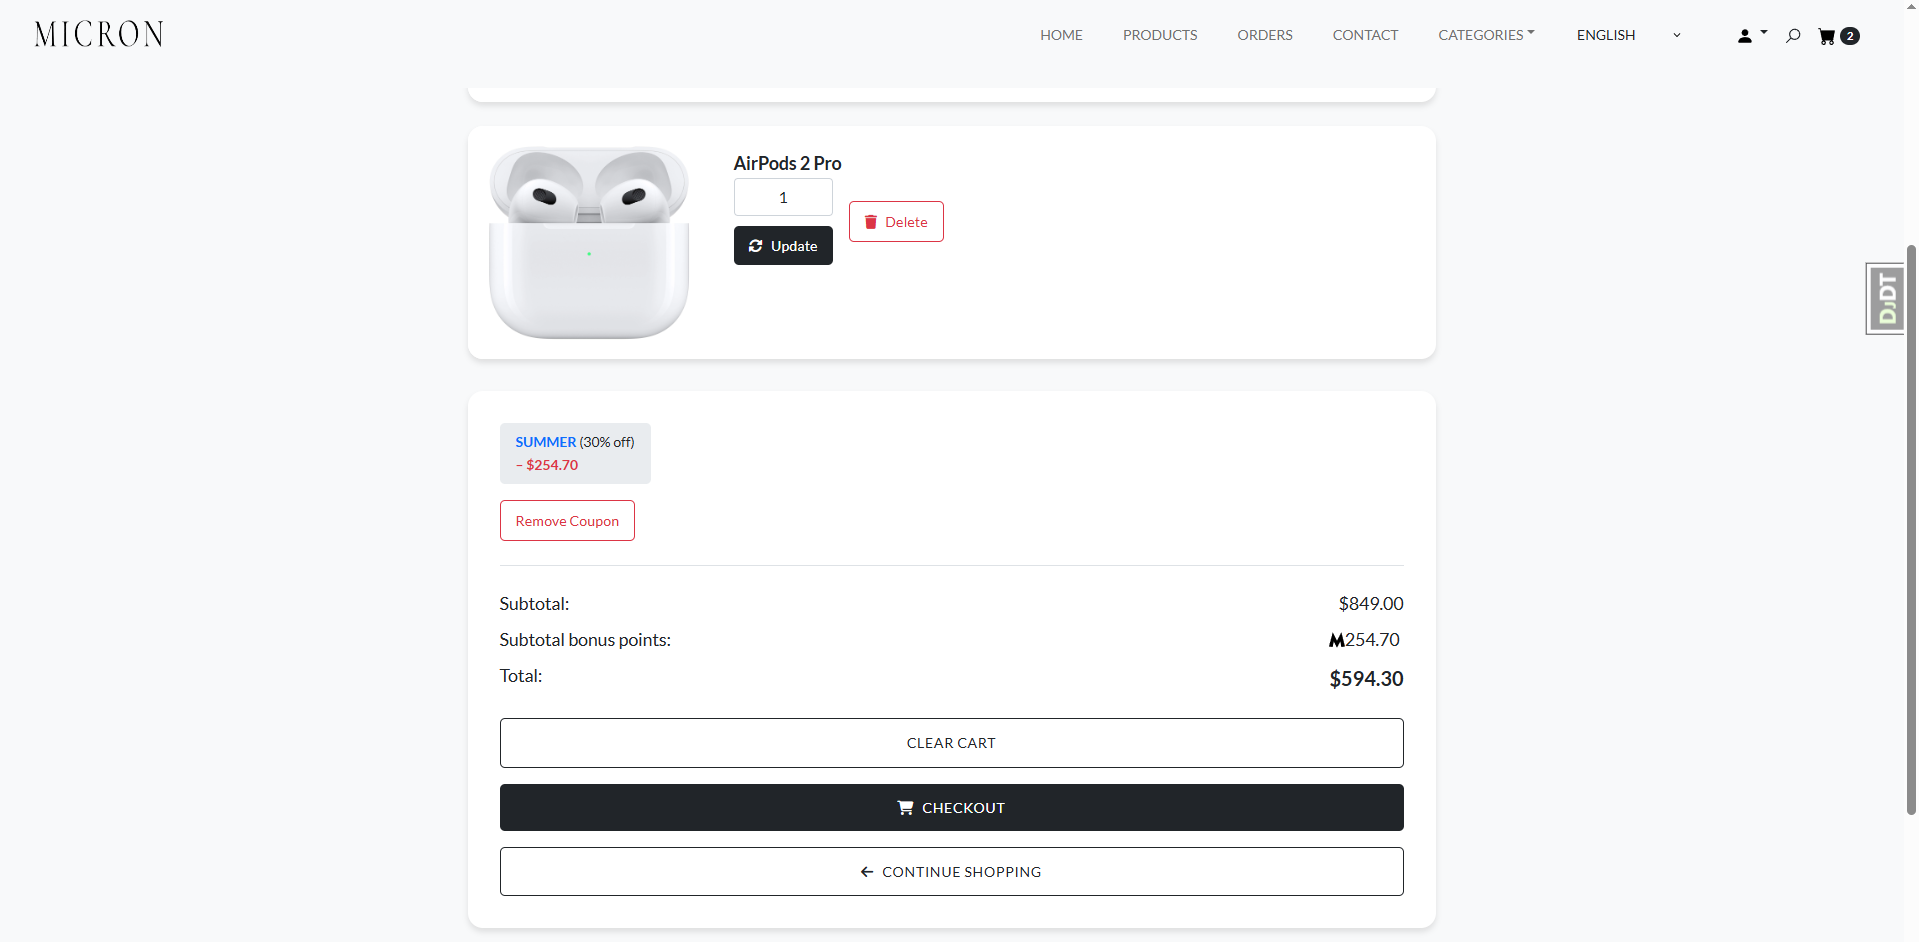 MICRON
HOME PRODUCTS ORDERS CONTACT CATEGORIES ENGLISH 2
AirPods 2 Pro
1
Delete
Update
DJDT
SUMMER (30% off)
– $254.70
Remove Coupon
Subtotal: $849.00
Subtotal bonus points: M254.70
Total: $594.30
CLEAR CART
CHECKOUT
CONTINUE SHOPPING